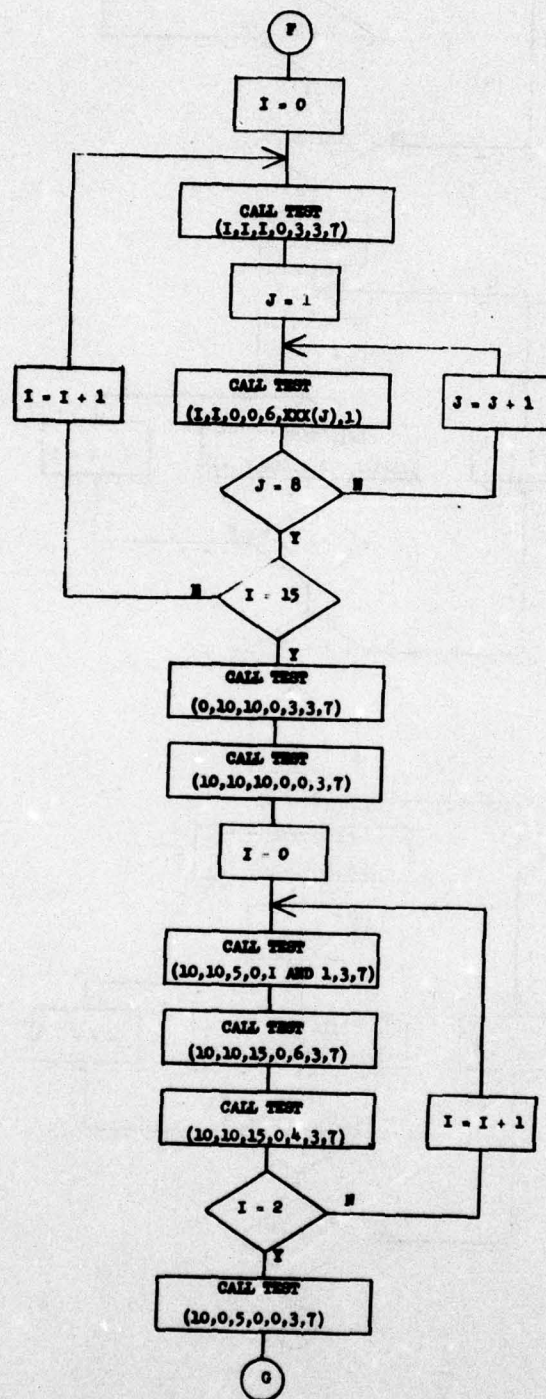 F
I = 0
CALL TEST
(I,I,I,0,3,3,7)
J = 1
I = I + 1
CALL TEST
(I,I,0,0,6,XXX(J),1)
J = J + 1
J = 8
N
Y
N
I = 15
Y
CALL TEST
(0,10,10,0,3,3,7)
CALL TEST
(10,10,10,0,0,3,7)
I = 0
CALL TEST
(10,10,5,0,I AND 1,3,7)
CALL TEST
(10,10,15,0,6,3,7)
CALL TEST
(10,10,15,0,4,3,7)
I = I + 1
I = 2
N
Y
CALL TEST
(10,0,5,0,0,3,7)
G